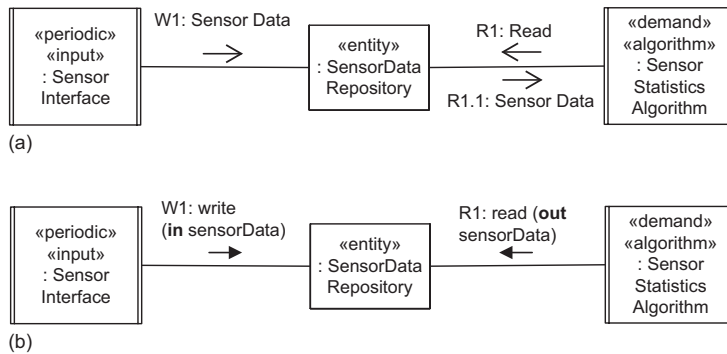 «periodic»
«input»
: Sensor
Interface
W1: Sensor Data
«entity»
: SensorData
Repository
R1: Read
R1.1: Sensor Data
«demand»
«algorithm»
: Sensor
Statistics
Algorithm
(a)
«periodic»
«input»
: Sensor
Interface
W1: write
(in sensorData)
«entity»
: SensorData
Repository
R1: read (out
sensorData)
«demand»
«algorithm»
: Sensor
Statistics
Algorithm
(b)